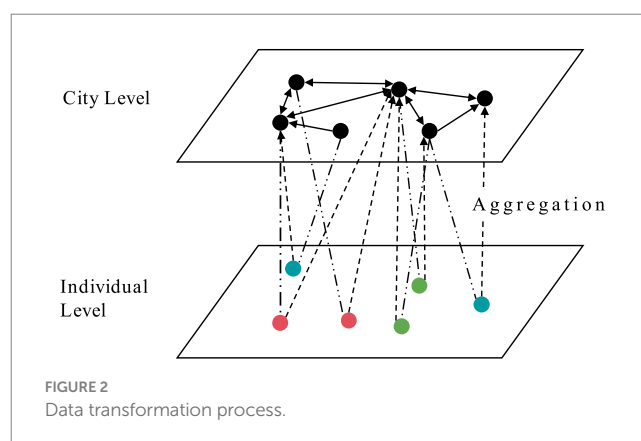 City Level
Aggregation
Individual
Level
FIGURE 2
Data transformation process.